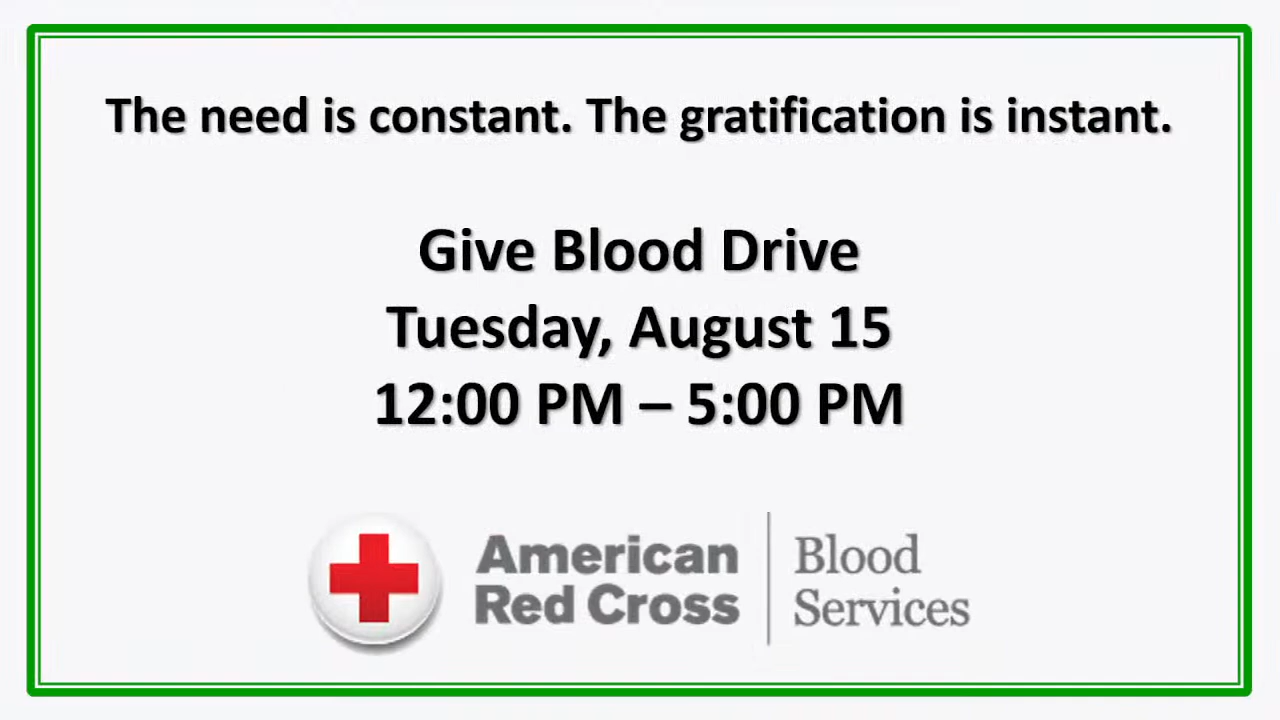 The need is constant. The gratification is instant.
Give Blood Drive
Tuesday, August 15
12:00 PM – 5:00 PM
American
Red Cross
Blood
Services